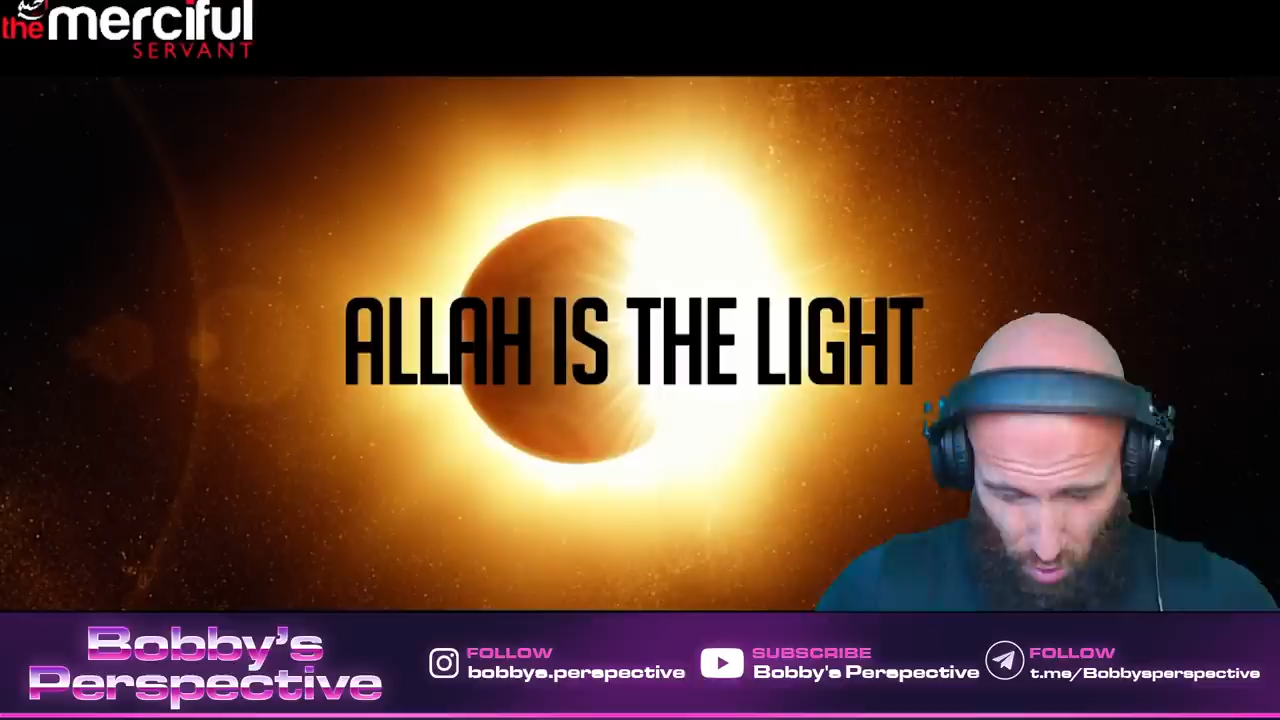 the merciful
SERVANT
ALLAH IS THE LIGHT
Bobby's
Perspective
FOLLOW
bobbys.perspective
SUBSCRIBE
Bobby's Perspective
FOLLOW
t.me/Bobbysperspective